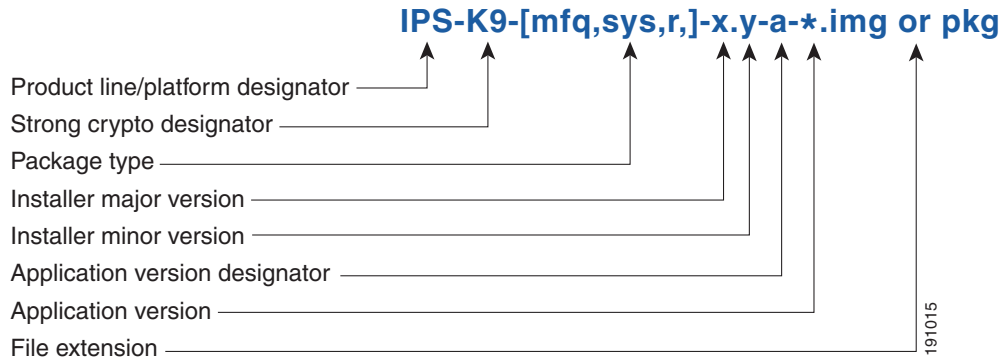 IPS-K9-[mfq,sys,r,]-x.y-a-*.img or pkg
Product line/platform designator
Strong crypto designator
Package type
Installer major version
Installer minor version
Application version designator
Application version
File extension
191015